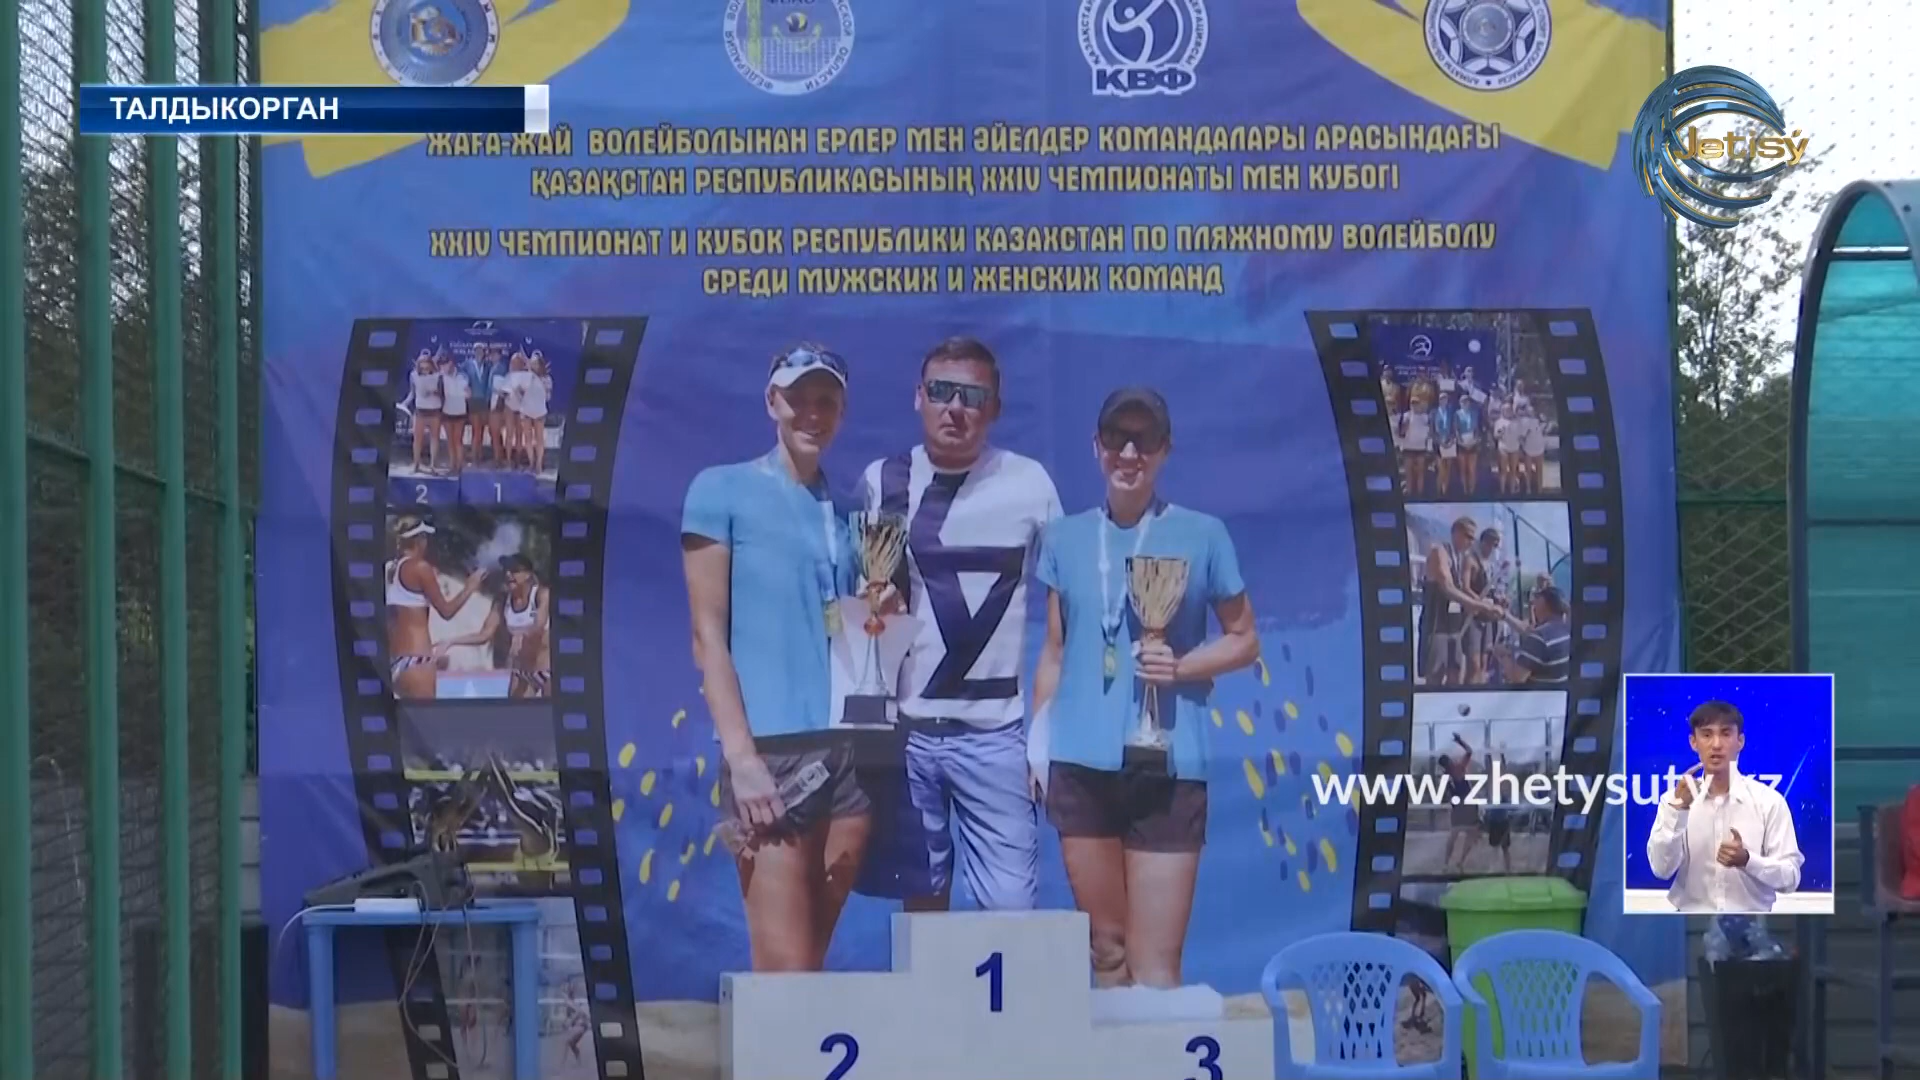 ТАЛДЫКОРГАН
Jetisý
КВФ
ЖАҒА-ЖАЙ ВОЛЕЙБОЛЫНАН ЕРЛЕР МЕН ӘЙЕЛДЕР КОМАНДАЛАРЫ АРАСЫНДАҒЫ
ҚАЗАҚСТАН РЕСПУБЛИКАСЫНЫҢ XXIV ЧЕМПИОНАТЫ МЕН КУБОГІ
XXIV ЧЕМПИОНАТ И КУБОК РЕСПУБЛИКИ КАЗАХСТАН ПО ПЛЯЖНОМУ ВОЛЕЙБОЛУ
СРЕДИ МУЖСКИХ И ЖЕНСКИХ КОМАНД
2 1
www.zhetysutv.kz
1
2
3